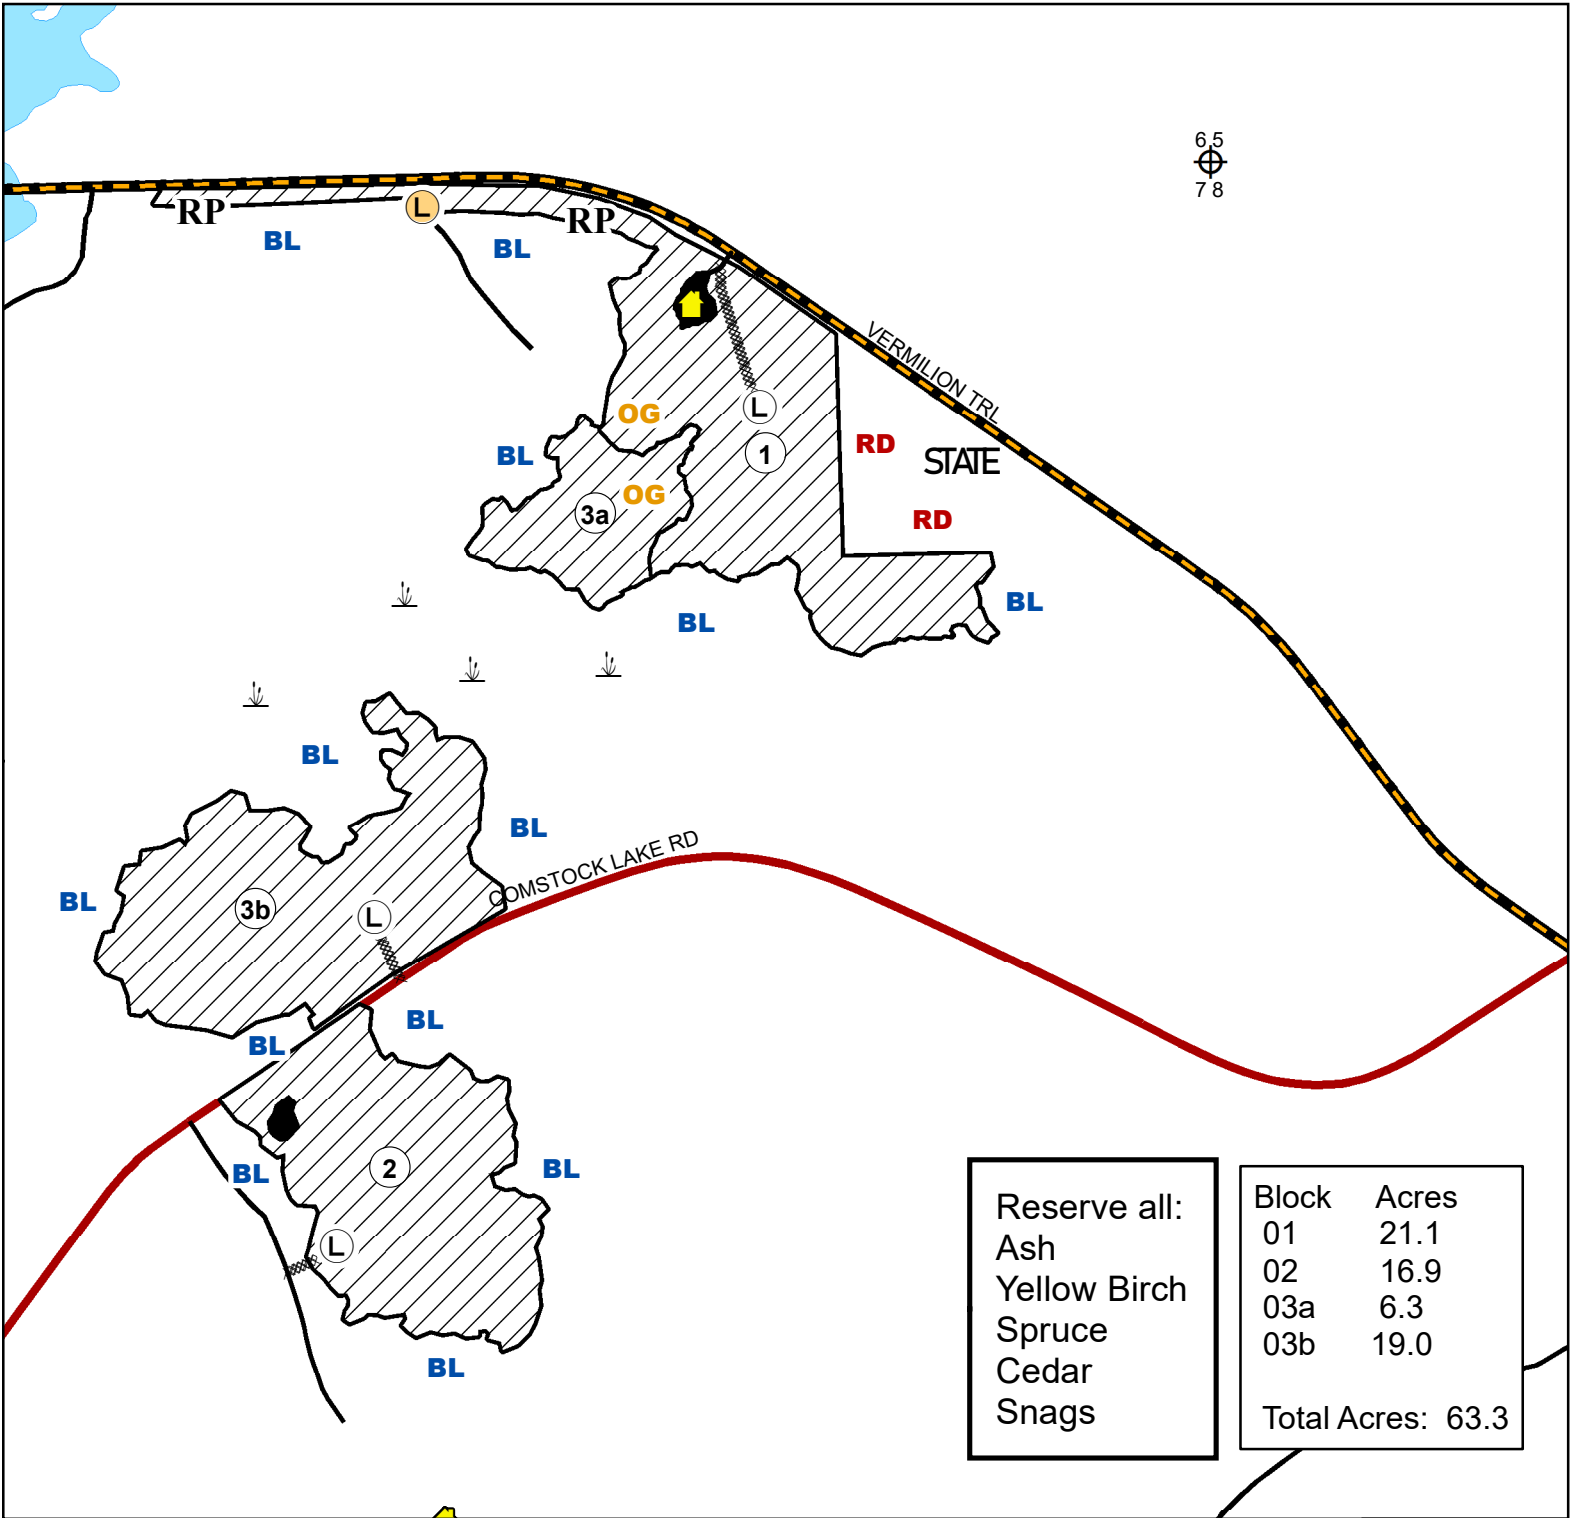 6 5
7 8
RP
L
RP
BL
BL
VERMILION TRL
L
OG
1
RD
STATE
BL
OG
3a
RD
BL
BL
BL
BL
COMSTOCK LAKE RD
BL
3b
L
BL
BL
BL
2
BL
L
BL
Reserve all:
Ash
Yellow Birch
Spruce
Cedar
Snags
Block Acres
01 21.1
02 16.9
03a 6.3
03b 19.0
Total Acres: 63.3